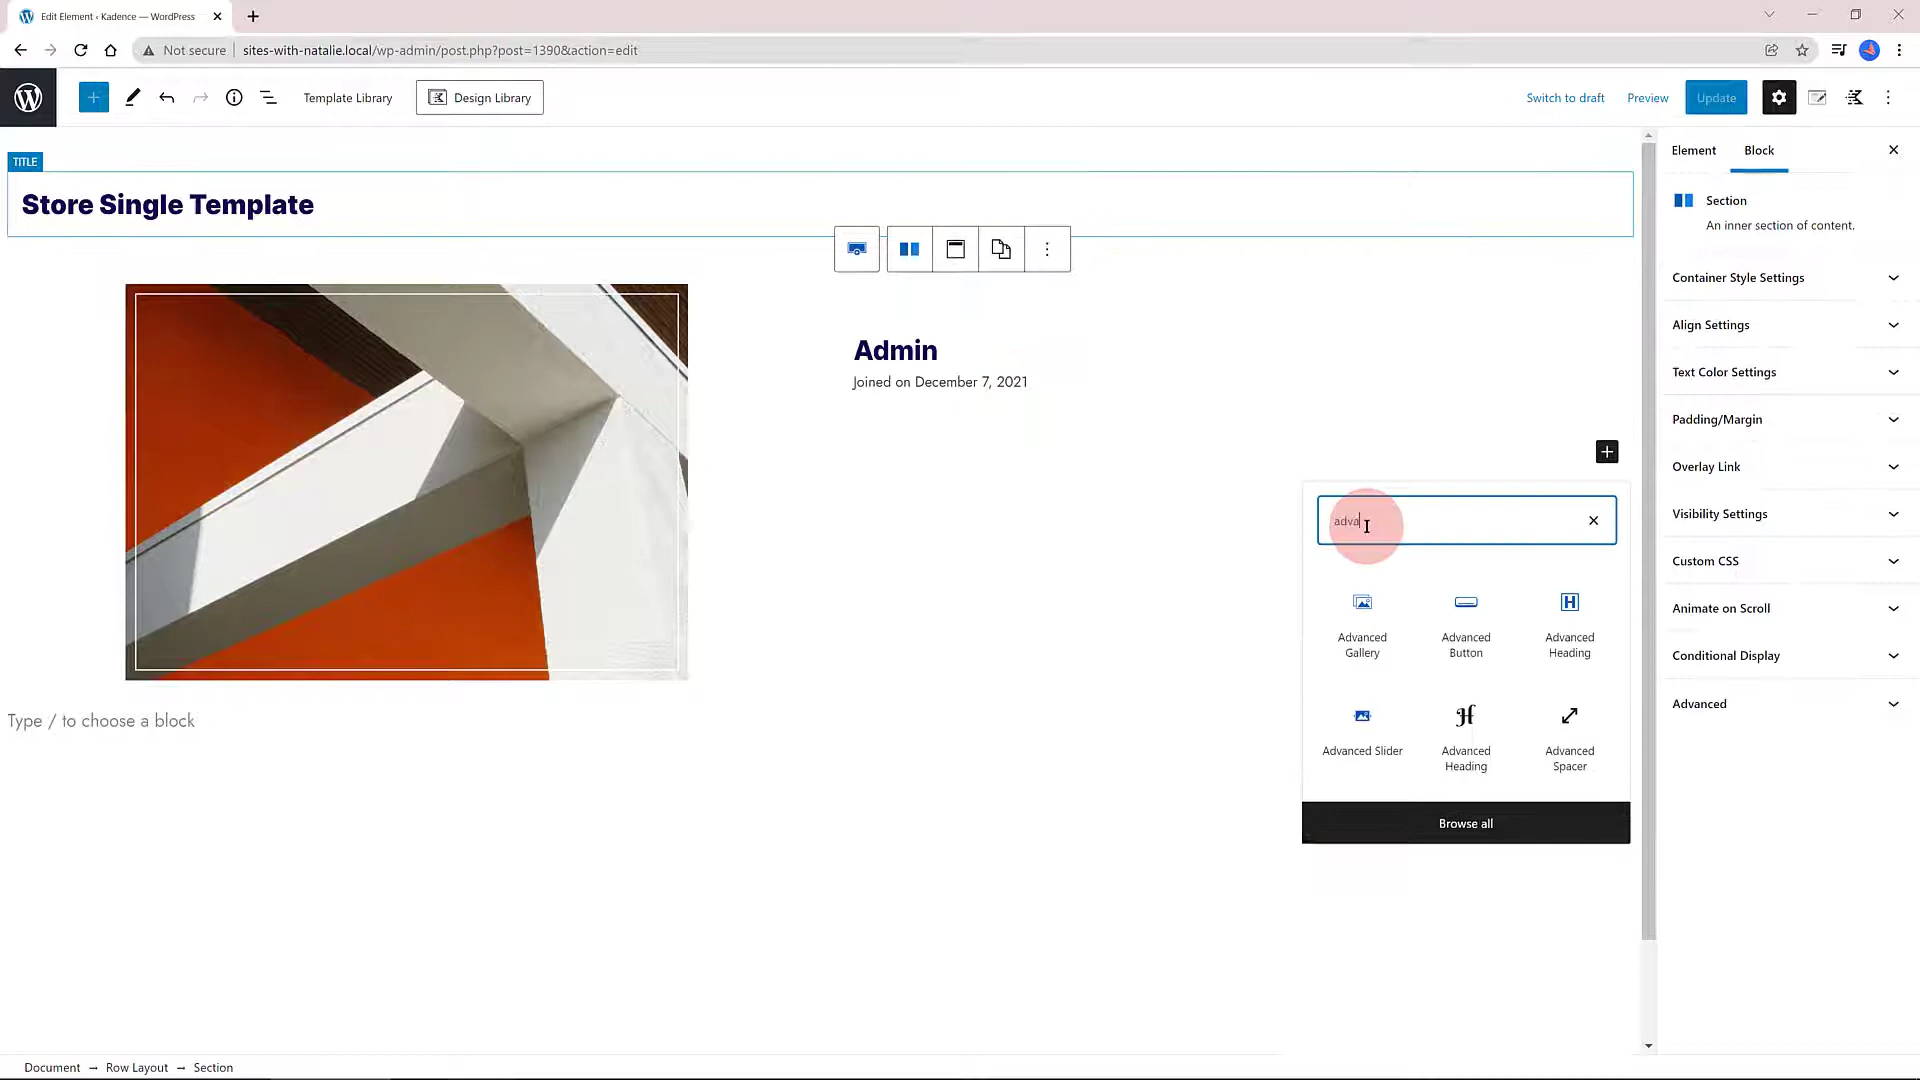 Edit Element ‹ Kadence — WordPress
Not secure
sites-with-natalie.local/wp-admin/post.php?post=1390&action=edit
Template Library
Design Library
Switch to draft
Preview
Update
TITLE
Store Single Template
Admin
Joined on December 7, 2021
Type / to choose a block
adva
Advanced
Gallery
Advanced
Button
Advanced
Heading
Advanced Slider
Advanced
Heading
Advanced
Spacer
Browse all
Element
Block
Section
An inner section of content.
Container Style Settings
Align Settings
Text Color Settings
Padding/Margin
Overlay Link
Visibility Settings
Custom CSS
Animate on Scroll
Conditional Display
Advanced
Document → Row Layout → Section